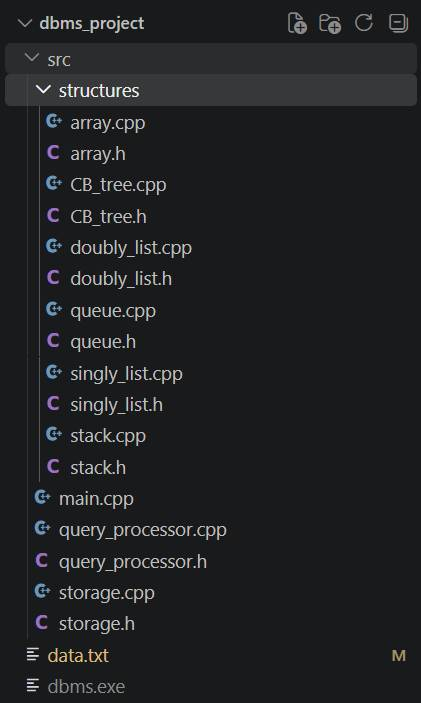 dbms_project
src
structures
array.cpp
array.h
CB_tree.cpp
CB_tree.h
doubly_list.cpp
doubly_list.h
queue.cpp
queue.h
singly_list.cpp
singly_list.h
stack.cpp
stack.h
main.cpp
query_processor.cpp
query_processor.h
storage.cpp
storage.h
data.txt M
dbms.exe